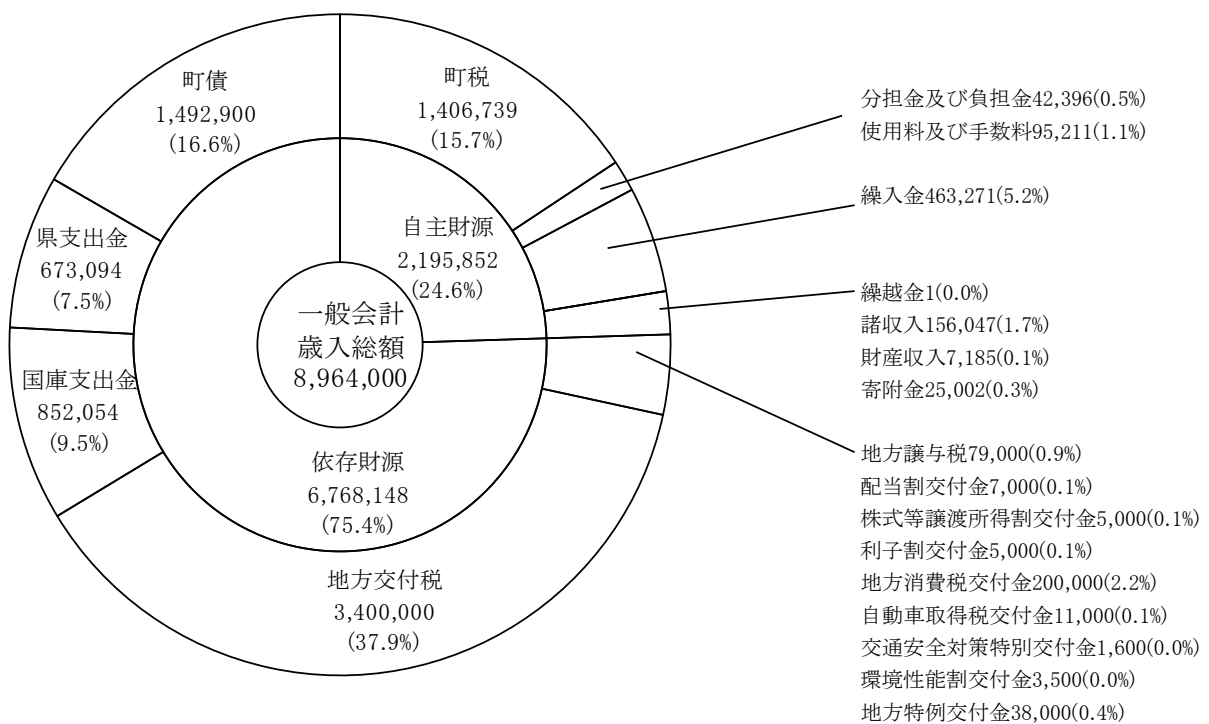 町債
1,492,900
(16.6%)
町税
1,406,739
(15.7%)
分担金及び負担金42,396(0.5%)
使用料及び手数料95,211(1.1%)
繰入金463,271(5.2%)
県支出金
673,094
(7.5%)
自主財源
2,195,852
(24.6%)
一般会計
歳入総額
8,964,000
繰越金1(0.0%)
諸収入156,047(1.7%)
財産収入7,185(0.1%)
寄附金25,002(0.3%)
国庫支出金
852,054
(9.5%)
依存財源
6,768,148
(75.4%)
地方交付税
3,400,000
(37.9%)
地方譲与税79,000(0.9%)
配当割交付金7,000(0.1%)
株式等譲渡所得割交付金5,000(0.1%)
利子割交付金5,000(0.1%)
地方消費税交付金200,000(2.2%)
自動車取得税交付金11,000(0.1%)
交通安全対策特別交付金1,600(0.0%)
環境性能割交付金3,500(0.0%)
地方特例交付金38,000(0.4%)